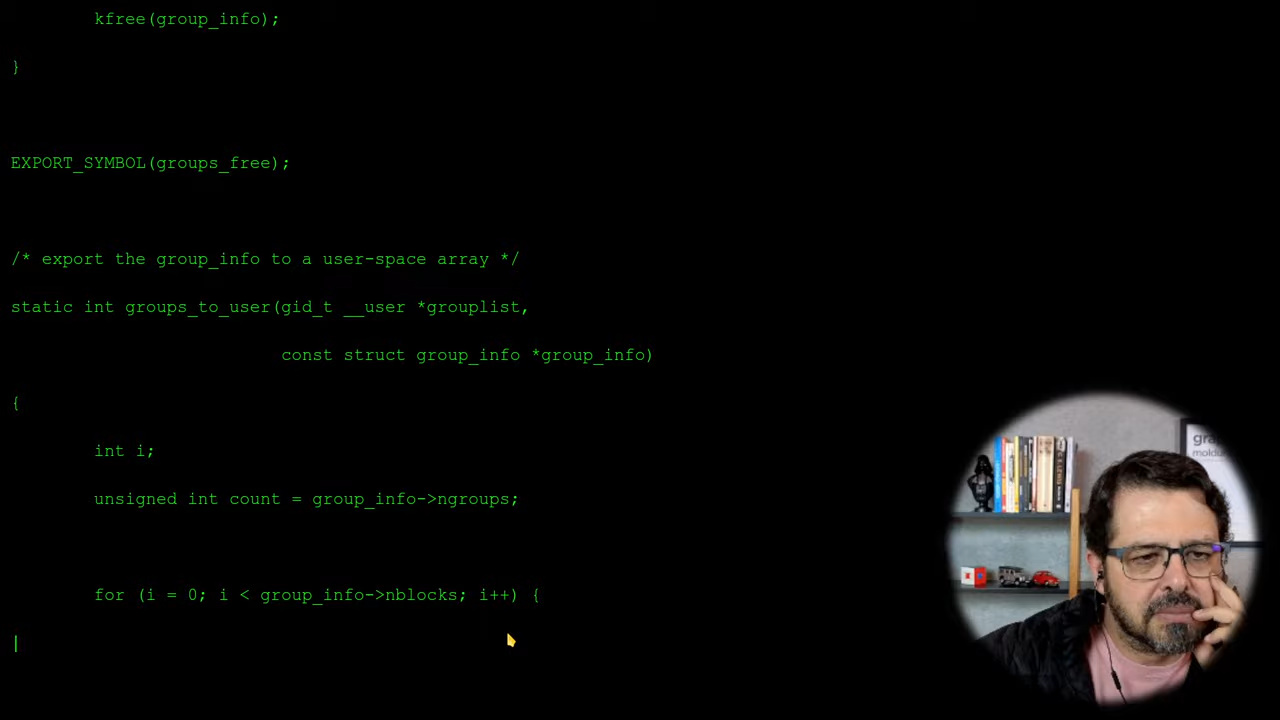 kfree(group_info);
}
EXPORT_SYMBOL(groups_free);
/* export the group_info to a user-space array */
static int groups_to_user(gid_t __user *grouplist,
const struct group_info *group_info)
{
int i;
unsigned int count = group_info->ngroups;
for (i = 0; i < group_info->nblocks; i++) {